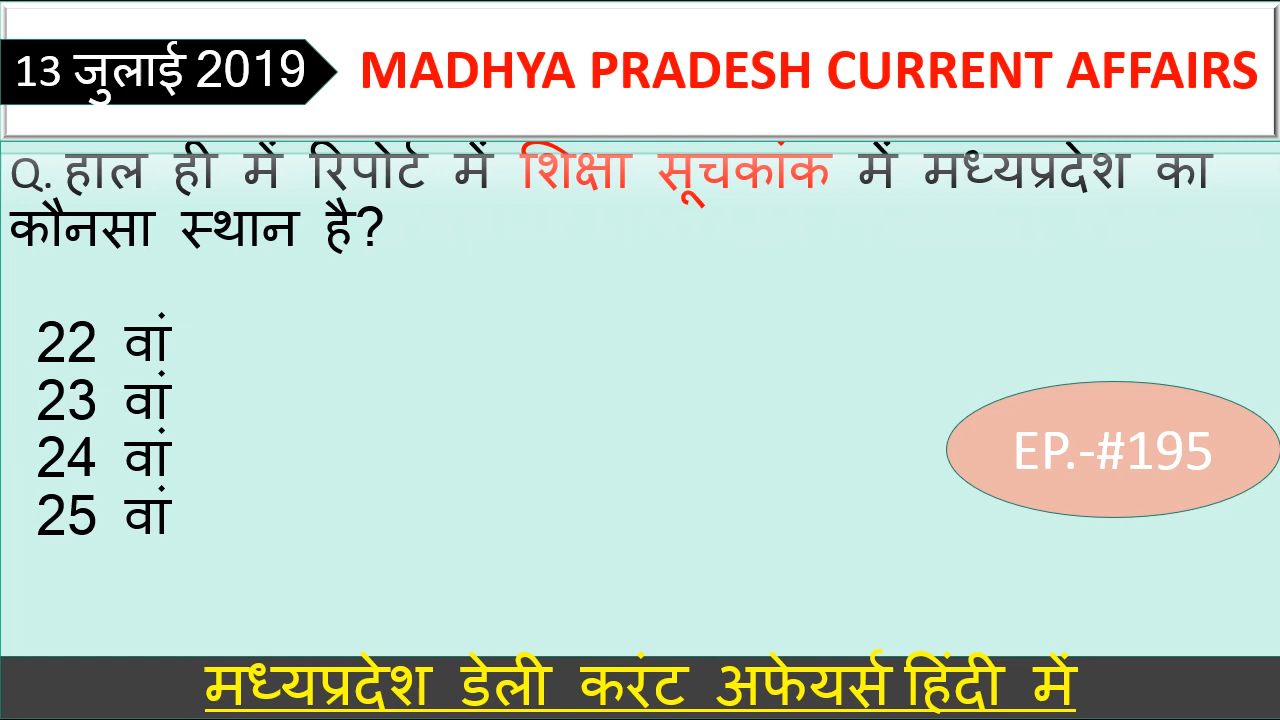 13 जुलाई 2019
MADHYA PRADESH CURRENT AFFAIRS
Q. हाल ही में रिपोर्ट में शिक्षा सूचकांक में मध्यप्रदेश का
कौनसा स्थान है?
22 वां
23 वां
24 वां
25 वां
EP.-#195
मध्यप्रदेश डेली करंट अफेयर्स हिंदी में